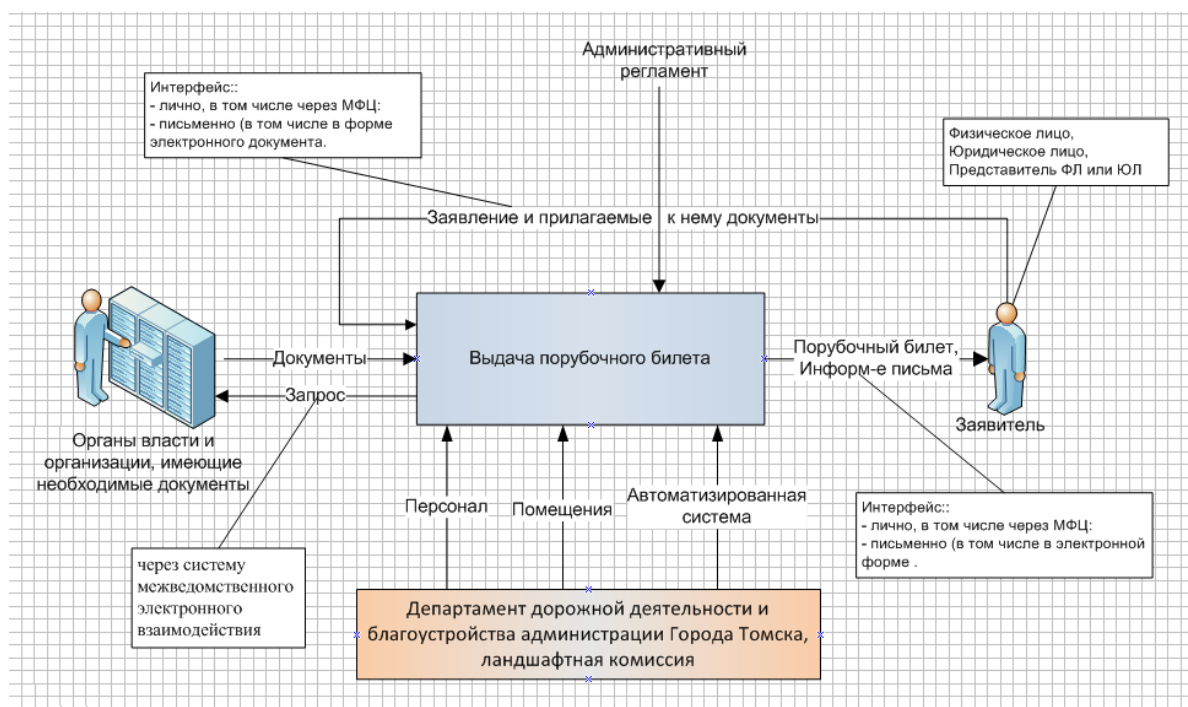 Административный
регламент
Интерфейс::
- лично, в том числе через МФЦ:
- письменно (в том числе в форме
электронного документа.
Физическое лицо,
Юридическое лицо,
Представитель ФЛ или ЮЛ
Заявление и прилагаемые к нему документы
Документы
Запрос
Выдача порубочного билета
Порубочный билет,
Информ-е письма
Заявитель
Органы власти и
организации, имеющие
необходимые документы
Персонал
Помещения
Автоматизированная
система
Интерфейс::
- лично, в том числе через МФЦ:
- письменно (в том числе в электронной
форме .
через систему
межведомственного
электронного
взаимодействия
Департамент дорожной деятельности и
благоустройства администрации Города Томска,
ландшафтная комиссия